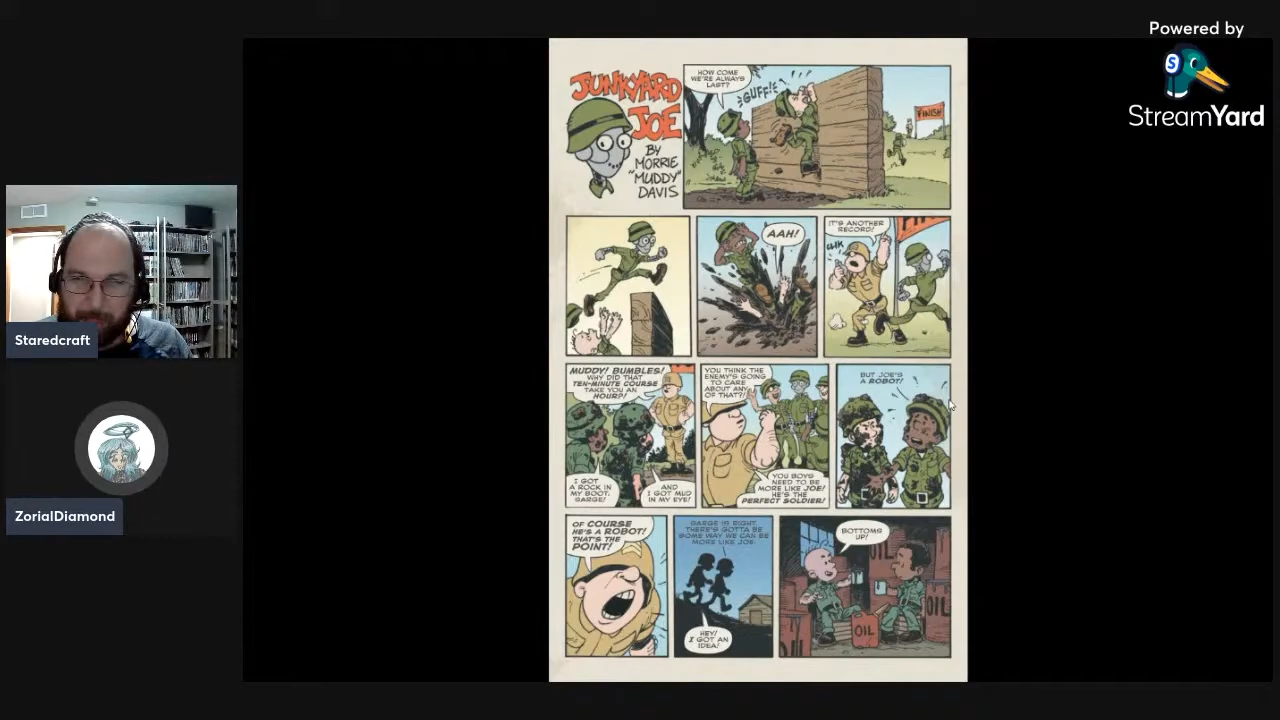 Powered by
StreamYard
Staredcraft
ZorialDiamond
JUNKYARD
JOE
BY
MORRIE
"MUDDY"
DAVIS
HOW COME
WE'RE ALWAYS
LAST?
GUFF!
FINISH
AAH!
IT'S ANOTHER
RECORD!
MUDDY! BUMBLES!
WHY DID THAT
TEN-MINUTE COURSE
TAKE YOU AN
HOUR?!
I GOT
A ROCK IN
MY BOOT,
SARGE!
AND
I GOT MUD
IN MY EYE!
YOU THINK THE
ENEMY'S GOING
TO CARE
ABOUT ANY
OF THAT?!
YOU BOYS
NEED TO BE
MORE LIKE JOE!
HE'S THE
PERFECT SOLDIER!
BUT JOE'S
A ROBOT!
OF COURSE
HE'S A ROBOT!
THAT'S THE
POINT!
SARGE IS RIGHT.
THERE'S GOTTA BE
SOME WAY WE CAN BE
MORE LIKE JOE.
HEY!
I GOT AN
IDEA!
BOTTOMS
UP!
OIL
OIL
OIL